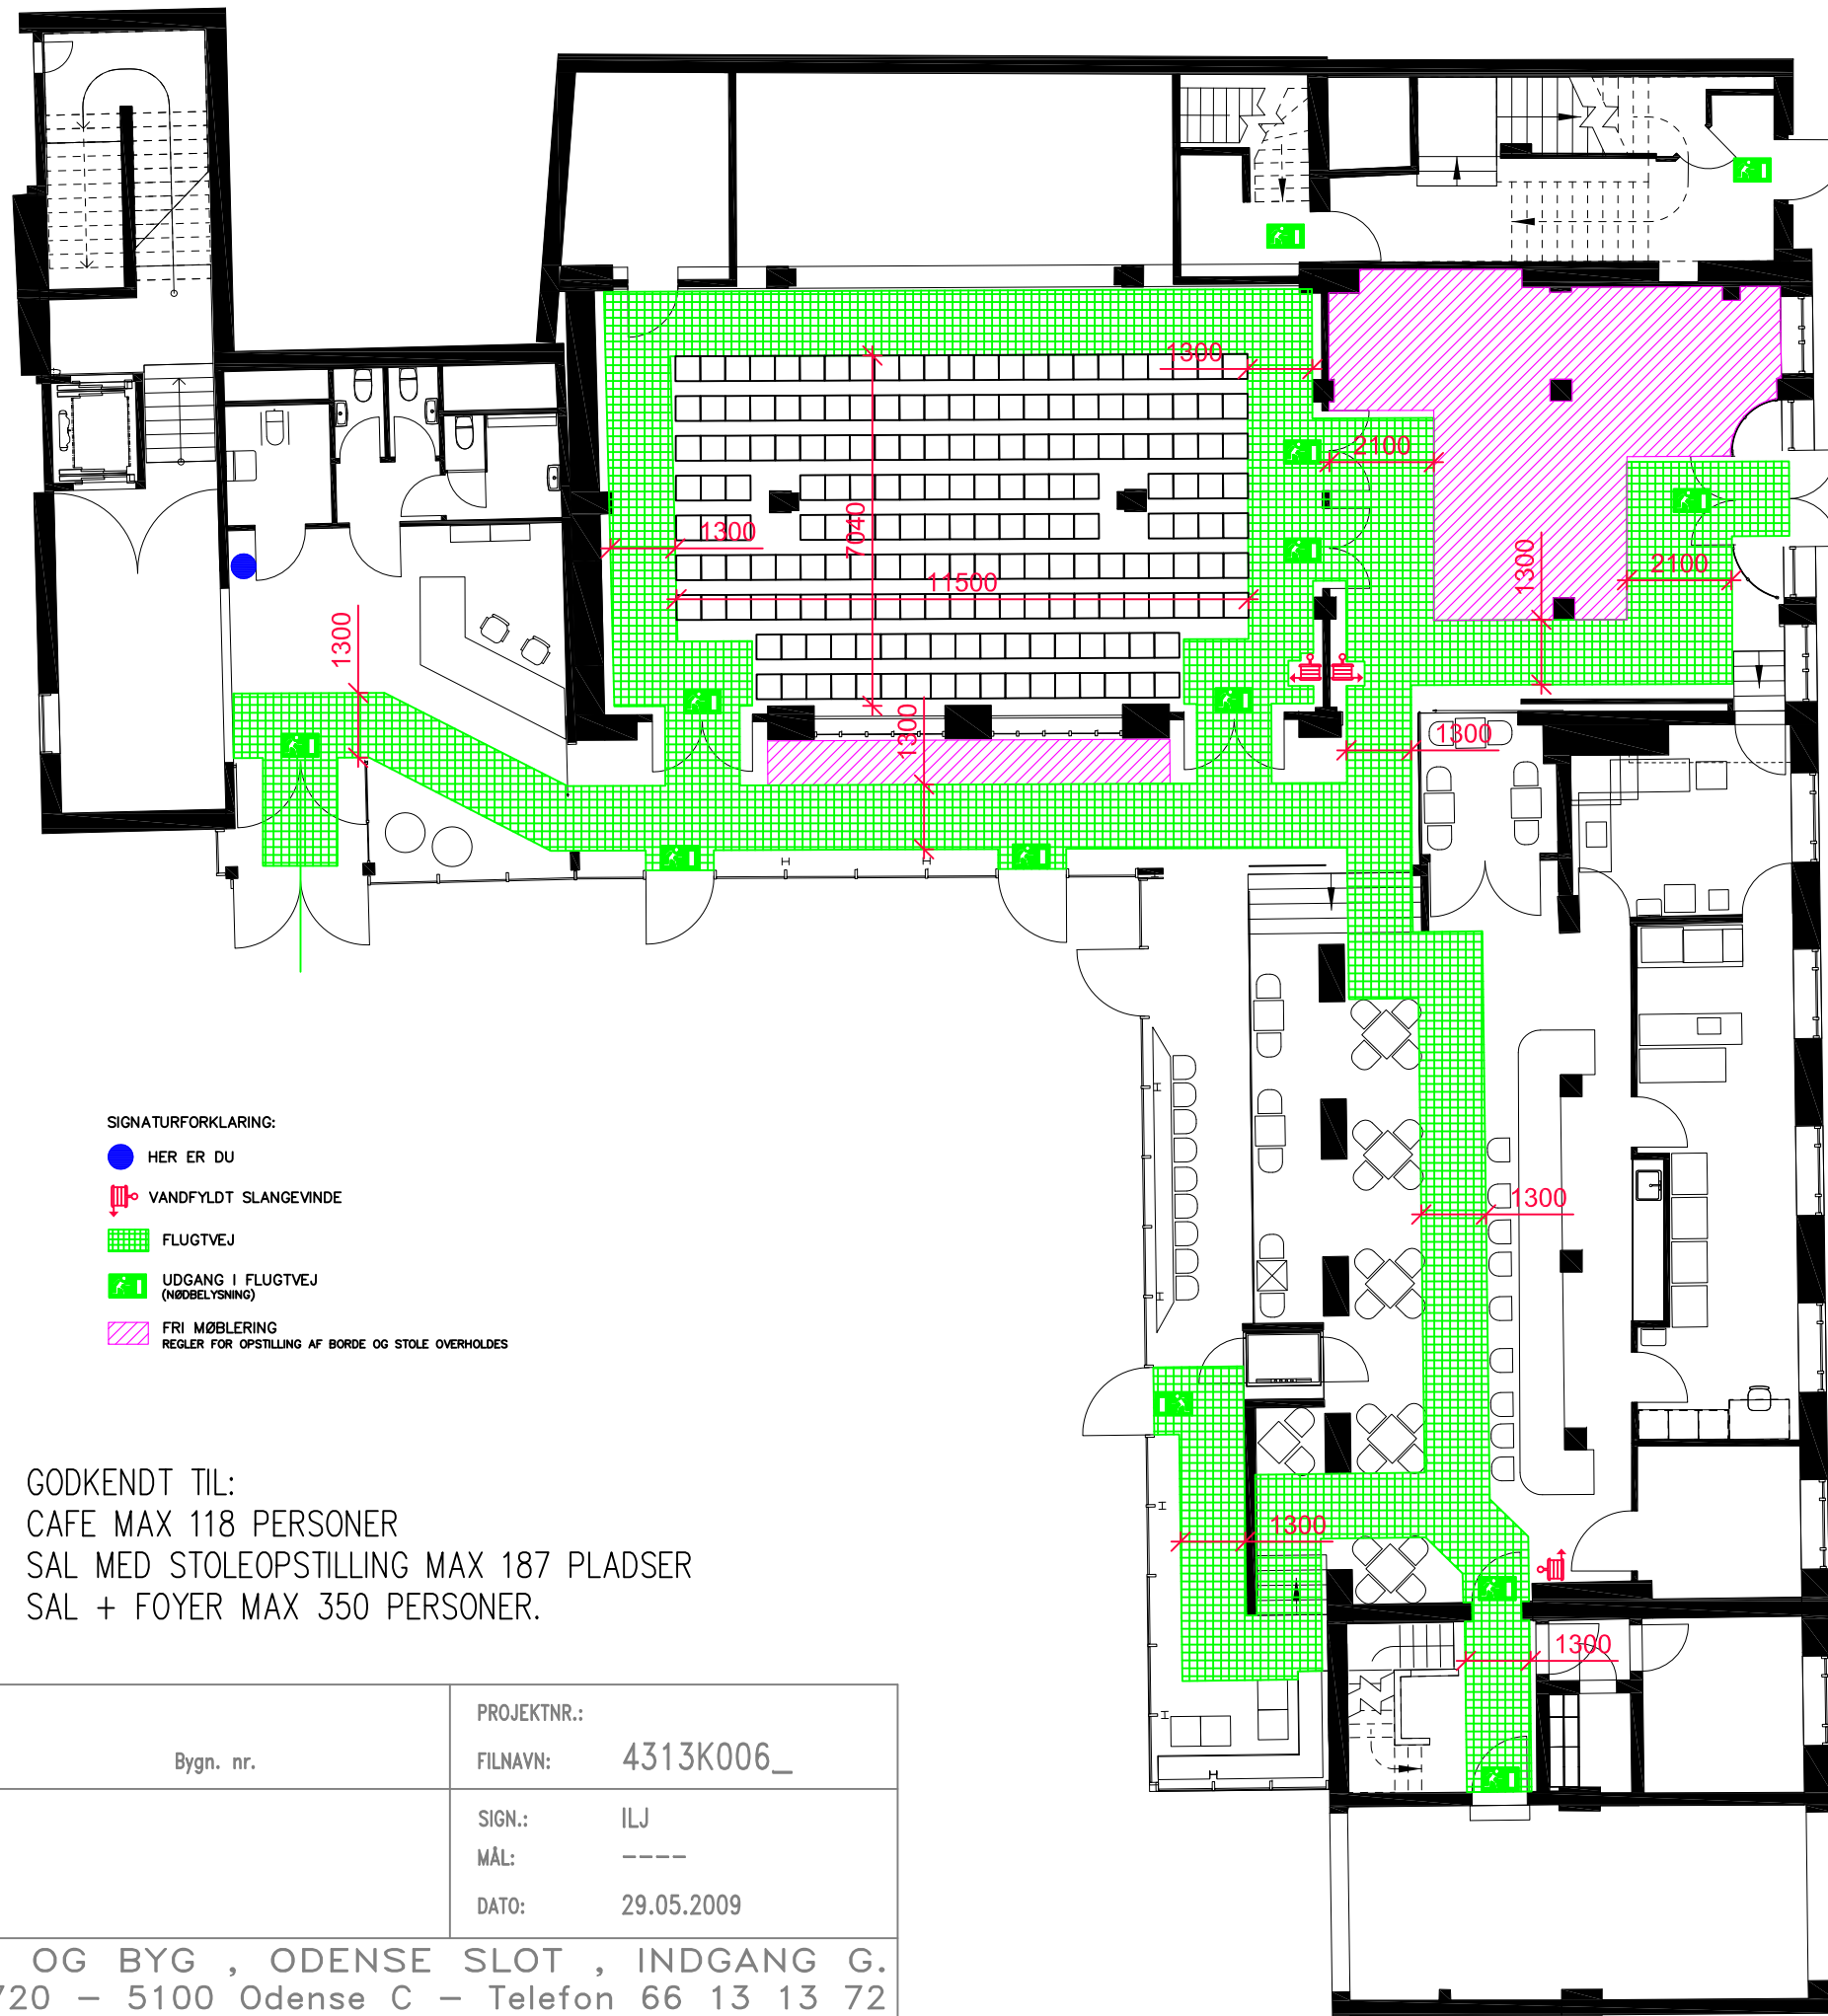 1300
2100
1300
7040
11500
1300
2100
1300
1300
1300
1300
SIGNATURFORKLARING:
HER ER DU
VANDFYLDT SLANGEVINDE
FLUGTVEJ
UDGANG I FLUGTVEJ
(NØDBELYSNING)
FRI MØBLERING
REGLER FOR OPSTILLING AF BORDE OG STOLE OVERHOLDES
1300
1300
1300
GODKENDT TIL:
CAFE MAX 118 PERSONER
SAL MED STOLEOPSTILLING MAX 187 PLADSER
SAL + FOYER MAX 350 PERSONER.
Bygn. nr.
PROJEKTNR.:
FILNAVN: 4313K006_
SIGN.: ILJ
MÅL: ----
DATO: 29.05.2009
OG BYG , ODENSE SLOT , INDGANG G.
720 - 5100 Odense C - Telefon 66 13 13 72